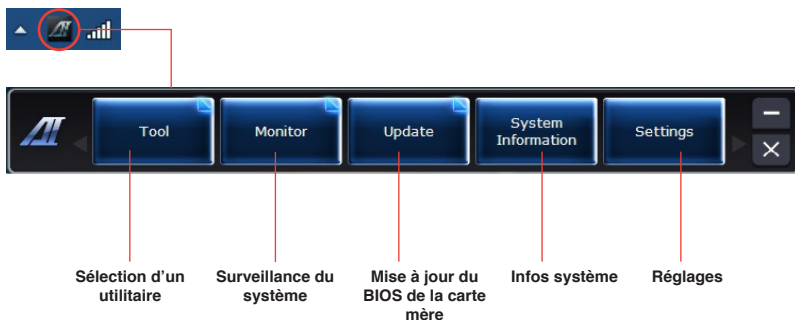 Tool
Monitor
Update
System
Information
Settings
Sélection d'un
utilitaire
Surveillance du
système
Mise à jour du
BIOS de la carte
mère
Infos système
Réglages